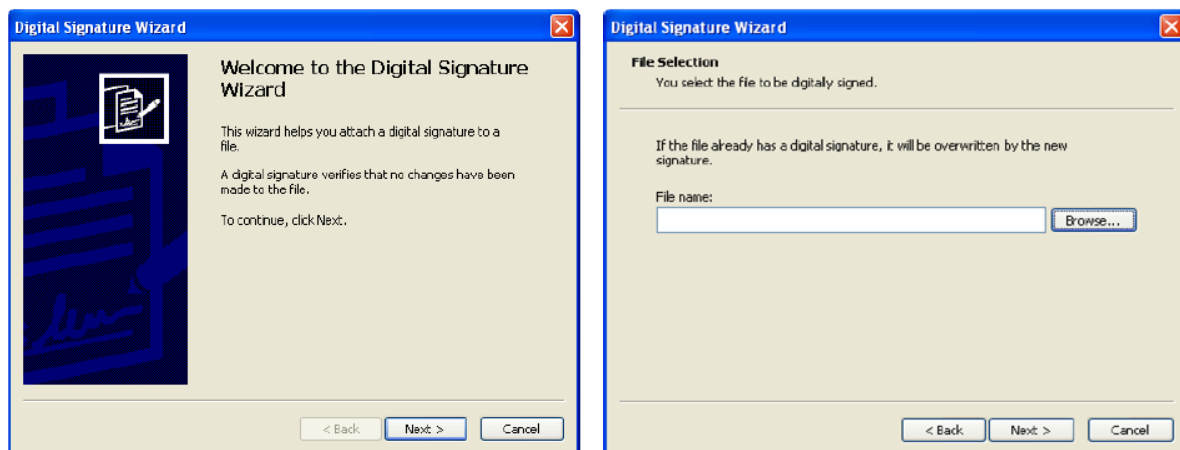 Digital Signature Wizard
Welcome to the Digital Signature
Wizard
This wizard helps you attach a digital signature to a
file.
A digital signature verifies that no changes have been
made to the file.
To continue, click Next.
< Back
Next >
Cancel
Digital Signature Wizard
File Selection
You select the file to be digitaly signed.
If the file already has a digital signature, it will be overwritten by the new
signature.
File name:
Browse...
< Back
Next >
Cancel